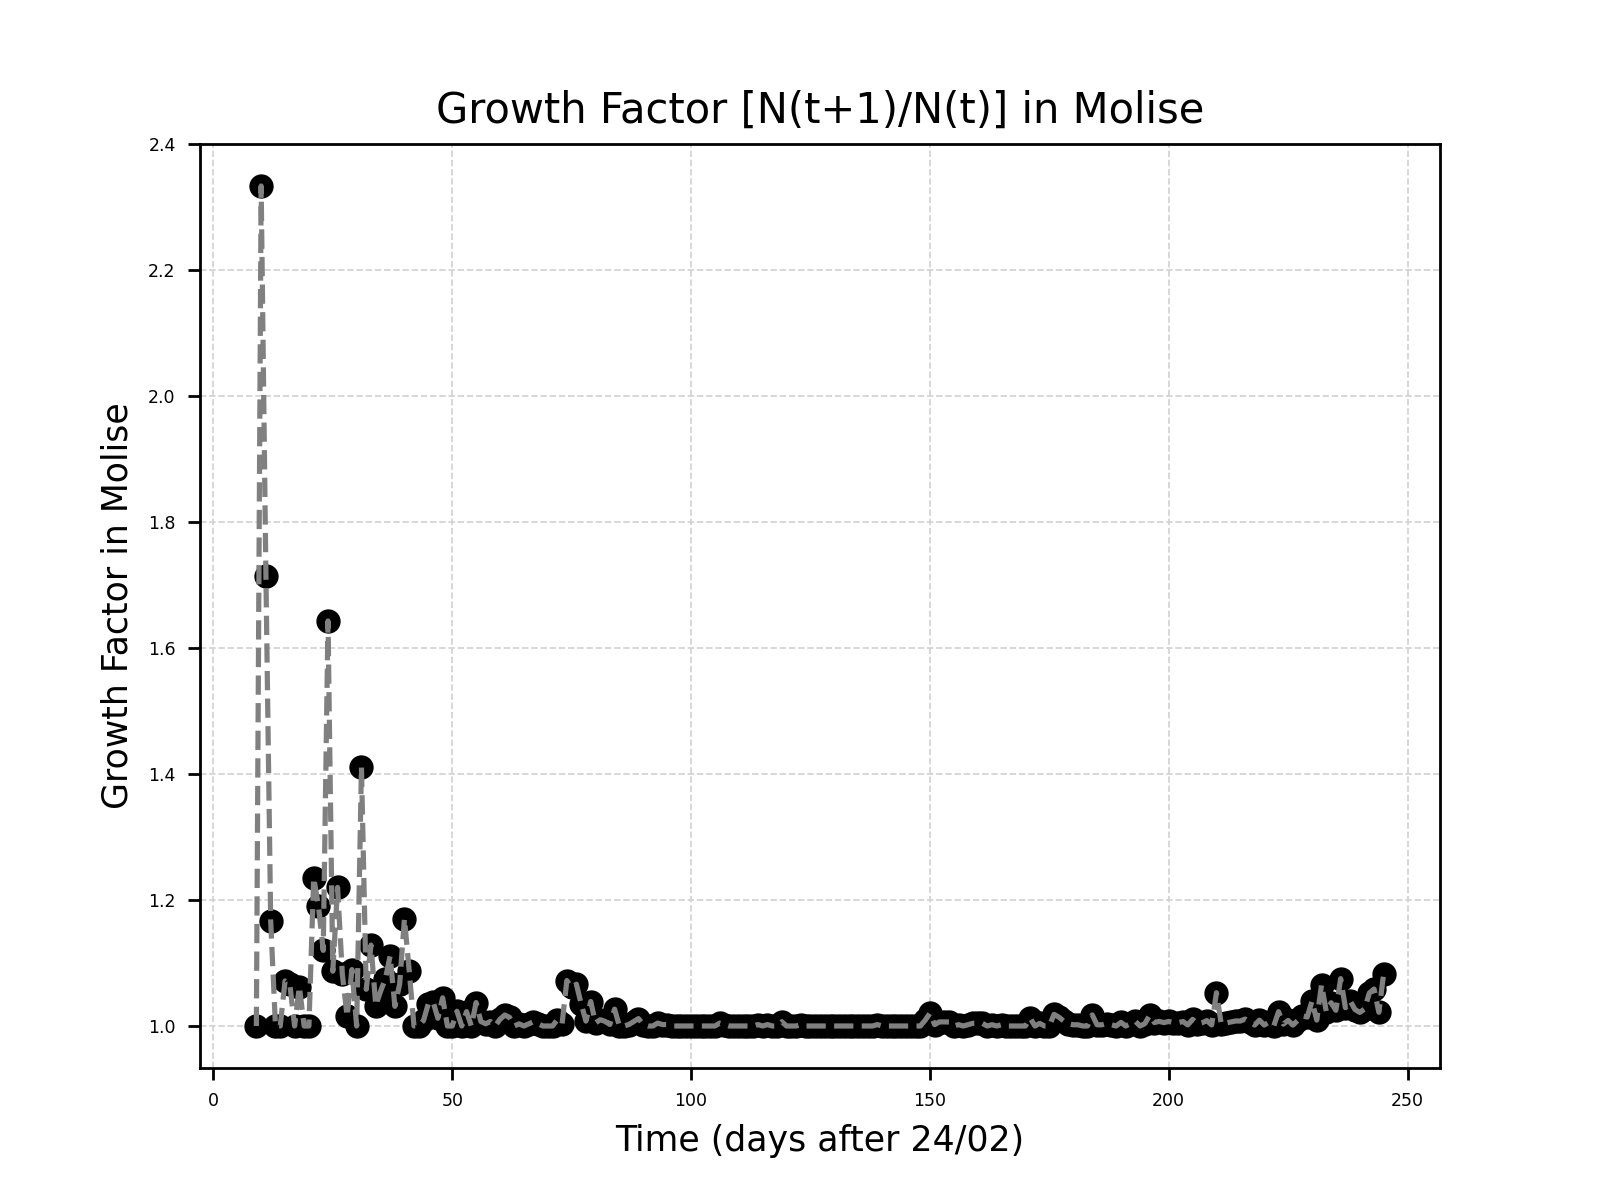 Growth Factor [N(t+1)/N(t)] in Molise
2.4
2.2
2.0
1.8
1.6
1.4
1.2
1.0
Growth Factor in Molise
0 50 100 150 200 250
Time (days after 24/02)